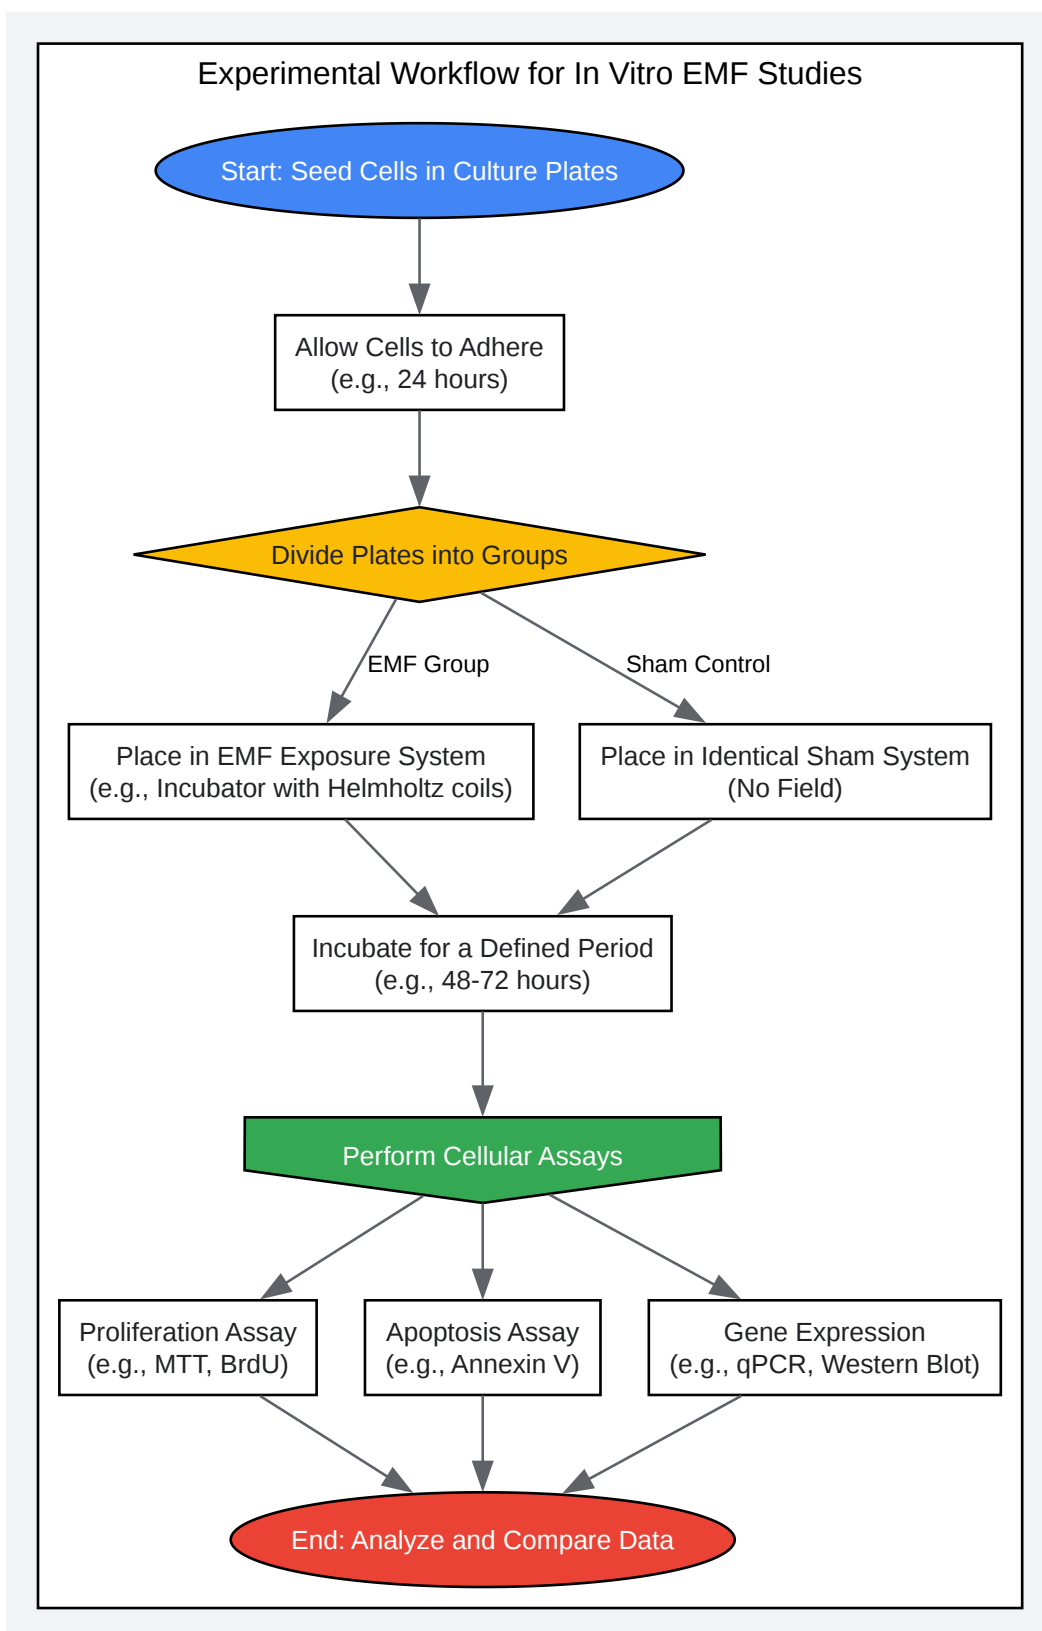 Experimental Workflow for In Vitro EMF Studies
Start: Seed Cells in Culture Plates
Allow Cells to Adhere
(e.g., 24 hours)
Divide Plates into Groups
EMF Group
Sham Control
Place in EMF Exposure System
(e.g., Incubator with Helmholtz coils)
Place in Identical Sham System
(No Field)
Incubate for a Defined Period
(e.g., 48-72 hours)
Perform Cellular Assays
Proliferation Assay
(e.g., MTT, BrdU)
Apoptosis Assay
(e.g., Annexin V)
Gene Expression
(e.g., qPCR, Western Blot)
End: Analyze and Compare Data